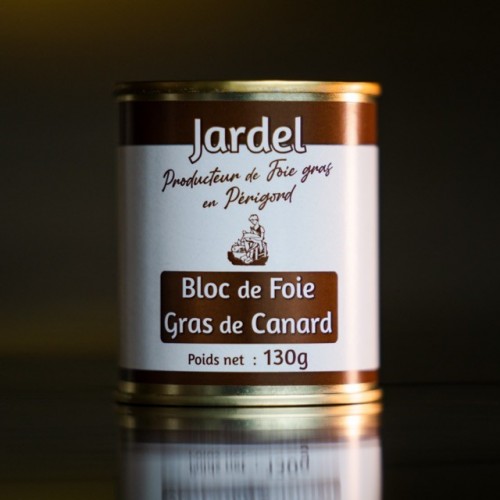 Jardel
Producteur de Foie gras
en Périgord
Bloc de Foie
Gras de Canard
Poids net : 130g